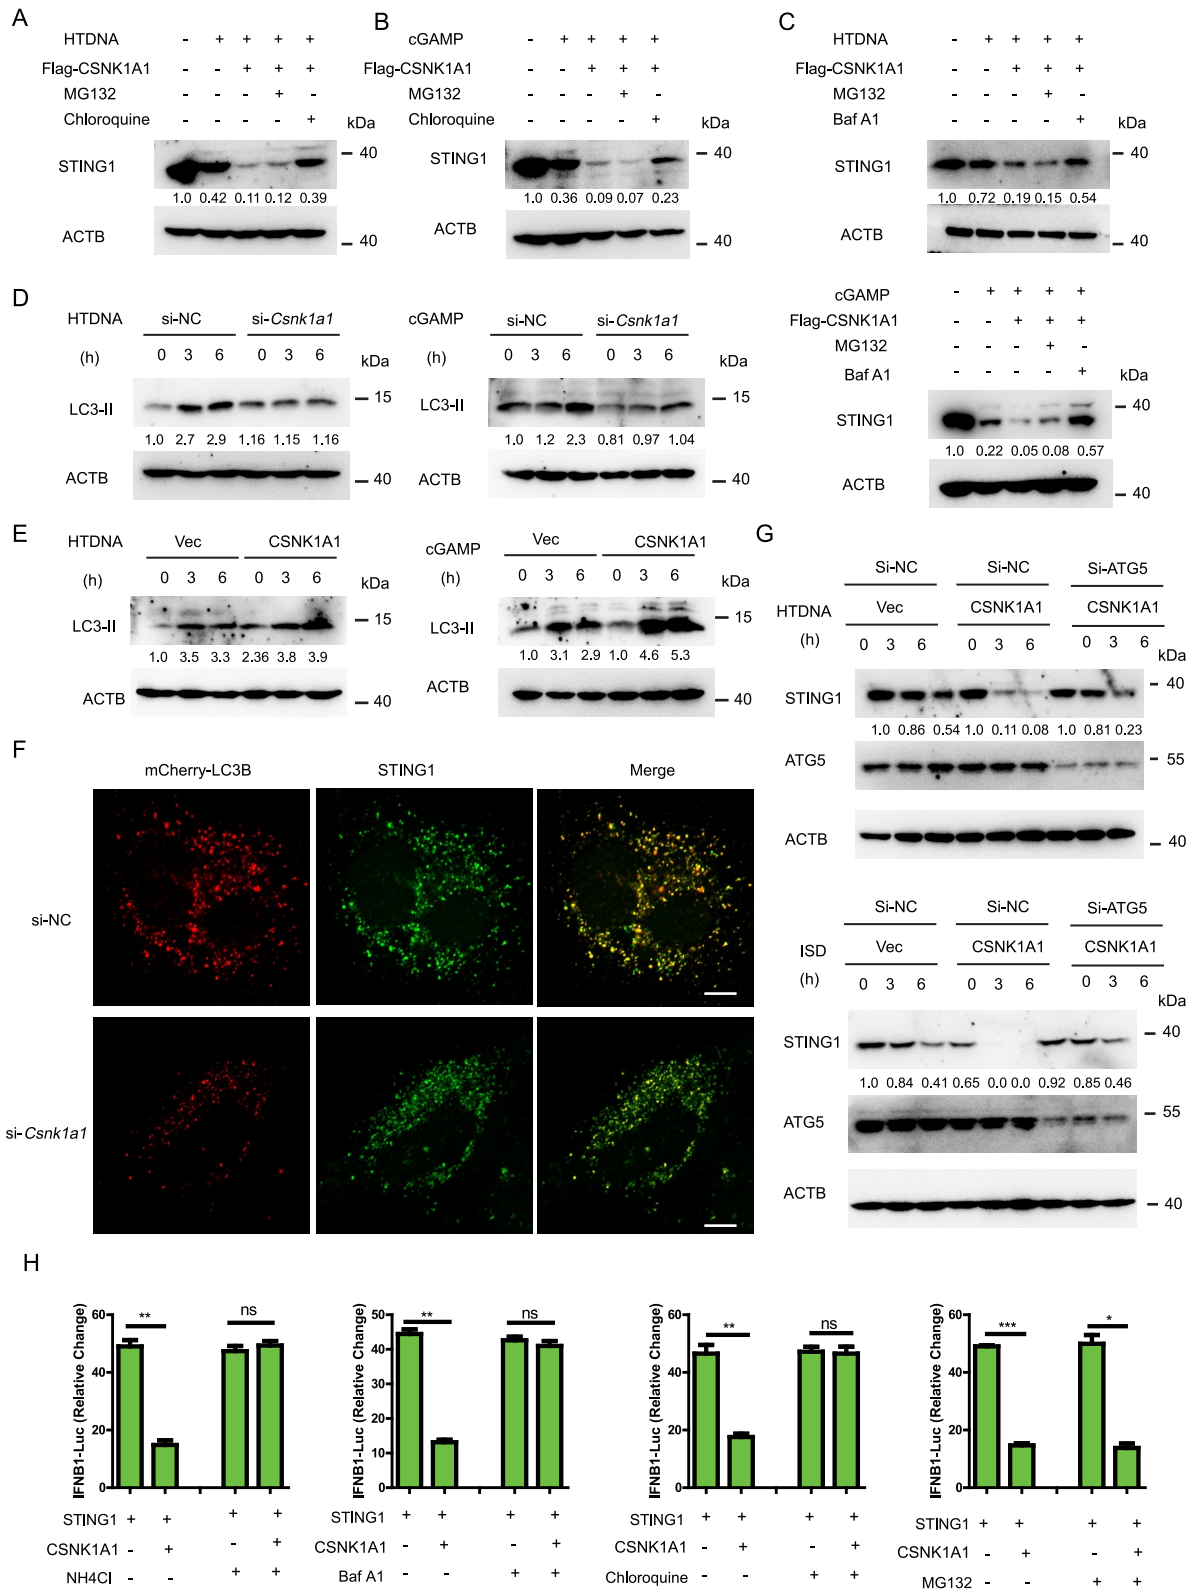 A
HTDNA - + + + +
Flag-CSNK1A1 - - + + +
MG132 - - - + -
Chloroquine - - - - +
kDa
STING1
40
1.0 0.42 0.11 0.12 0.39
ACTB
40
B
cGAMP - + + + +
Flag-CSNK1A1 - - + + +
MG132 - - - + -
Chloroquine - - - - +
kDa
STING1
40
1.0 0.36 0.09 0.07 0.23
ACTB
40
C
HTDNA - + + + +
Flag-CSNK1A1 - - + + +
MG132 - - - + -
Baf A1 - - - - +
kDa
STING1
40
1.0 0.72 0.19 0.15 0.54
ACTB
40
cGAMP - + + + +
Flag-CSNK1A1 - - + + +
MG132 - - - + -
Baf A1 - - - - +
kDa
STING1
40
1.0 0.22 0.05 0.08 0.57
ACTB
40
D
HTDNA si-NC si-Csnk1a1
(h) 0 3 6 0 3 6
kDa
LC3-II
15
1.0 2.7 2.9 1.16 1.15 1.16
ACTB
40
cGAMP si-NC si-Csnk1a1
(h) 0 3 6 0 3 6
kDa
LC3-II
15
1.0 1.2 2.3 0.81 0.97 1.04
ACTB
40
E
HTDNA Vec CSNK1A1
(h) 0 3 6 0 3 6
kDa
LC3-II
15
1.0 3.5 3.3 2.36 3.8 3.9
ACTB
40
cGAMP Vec CSNK1A1
(h) 0 3 6 0 3 6
kDa
LC3-II
15
1.0 3.1 2.9 1.0 4.6 5.3
ACTB
40
F
mCherry-LC3B STING1 Merge
si-NC
si-Csnk1a1
G
Si-NC Si-NC Si-ATG5
HTDNA Vec CSNK1A1 CSNK1A1
(h) 0 3 6 0 3 6 0 3 6
kDa
STING1
40
1.0 0.86 0.54 1.0 0.11 0.08 1.0 0.81 0.23
ATG5
55
ACTB
40
Si-NC Si-NC Si-ATG5
ISD Vec CSNK1A1 CSNK1A1
(h) 0 3 6 0 3 6 0 3 6
kDa
STING1
40
1.0 0.84 0.41 0.65 0.0 0.0 0.92 0.85 0.46
ATG5
55
ACTB
40
H
IFNB1-Luc (Relative Change)
60
40
20
0
** ns
STING1 + + + +
CSNK1A1 - + - +
NH4Cl - - + +
IFNB1-Luc (Relative Change)
50
40
30
20
10
0
** ns
STING1 + + + +
CSNK1A1 - + - +
Baf A1 - - + +
IFNB1-Luc (Relative Change)
60
40
20
0
** ns
STING1 + + + +
CSNK1A1 - + - +
Chloroquine - - + +
IFNB1-Luc (Relative Change)
60
40
20
0
*** *
STING1 + + + +
CSNK1A1 - + - +
MG132 - - + +